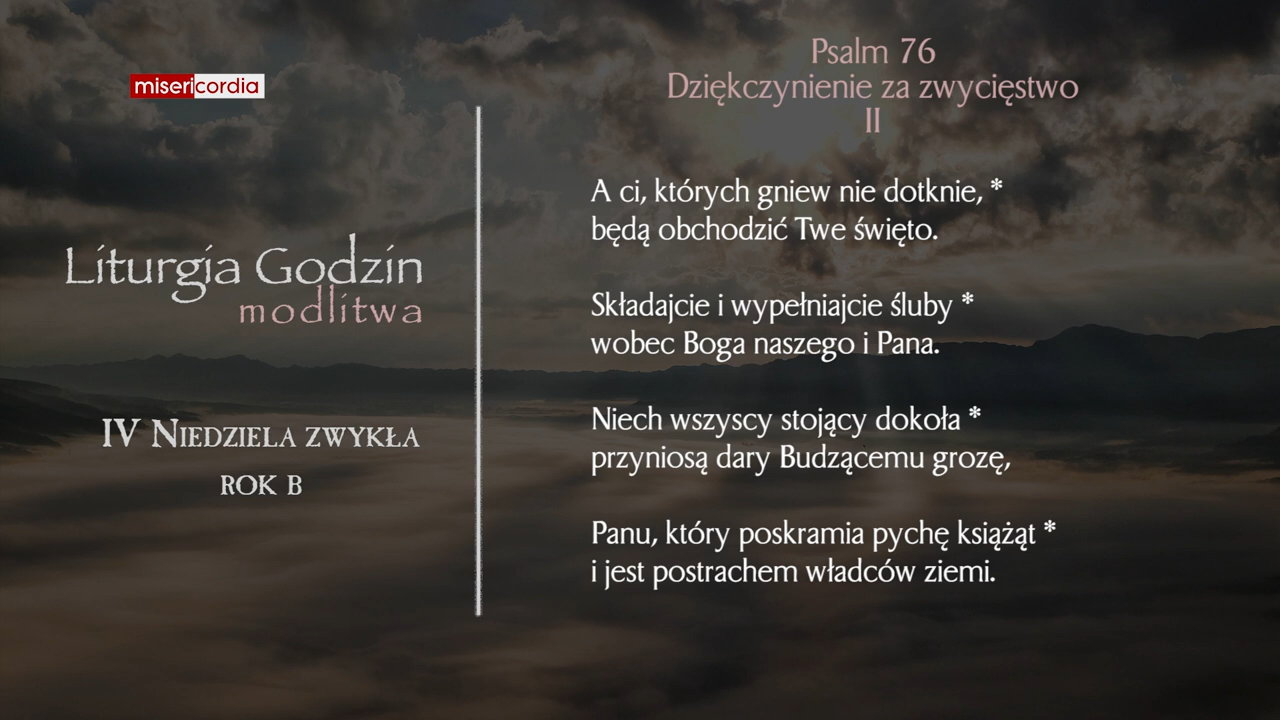 misericordia
Liturgia Godzin
modlitwa
IV NIEDZIELA ZWYKŁA
ROK B
Psalm 76
Dziękczynienie za zwycięstwo
II
A ci, których gniew nie dotknie, *
będą obchodzić Twe święto.
Składajcie i wypełniajcie śluby *
wobec Boga naszego i Pana.
Niech wszyscy stojący dokoła *
przyniosą dary Budzącemu grozę,
Panu, który poskramia pychę książąt *
i jest postrachem władców ziemi.